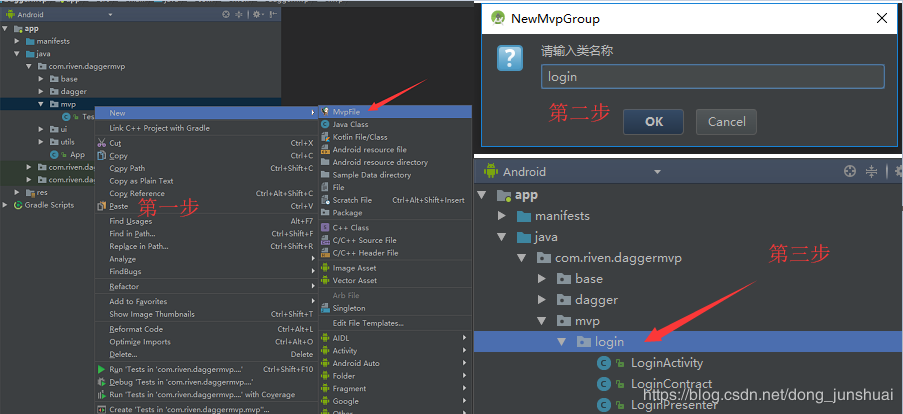 Android
app
manifests
java
com.riven.daggermvp
base
dagger
mvp
Tes
ui
utils
App
com.riven.dag
com.riven.dag
res
Gradle Scripts
New
Link C++ Project with Gradle
Cut Ctrl+X
Copy Ctrl+C
Copy Path Ctrl+Shift+C
Copy as Plain Text
Copy Reference Ctrl+Alt+Shift+C
Paste Ctrl+V
第一步
Find Usages Alt+F7
Find in Path... Ctrl+Shift+F
Replace in Path... Ctrl+Shift+R
Analyze
FindBugs
Refactor
Add to Favorites
Show Image Thumbnails Ctrl+Shift+T
Reformat Code Ctrl+Alt+L
Optimize Imports Ctrl+Alt+O
Delete... Delete
Run 'Tests in 'com.riven.daggermvp....' Ctrl+Shift+F10
Debug 'Tests in 'com.riven.daggermvp....'
Run 'Tests in 'com.riven.daggermvp....' with Coverage
Create 'Tests in 'com.riven.daggermvp.mvp''...
MvpFile
Java Class
Kotlin File/Class
Android resource file
Android resource directory
Sample Data directory
File
Scratch File Ctrl+Alt+Shift+Insert
Package
C++ Class
C/C++ Source File
C/C++ Header File
Image Asset
Vector Asset
Arb File
Singleton
Edit File Templates...
AIDL
Activity
Android Auto
Folder
Fragment
Google
Other
NewMvpGroup
请输入类名称
login
第二步
OK
Cancel
Android
app
manifests
java
第三步
com.riven.daggermvp
base
dagger
mvp
login
LoginActivity
LoginContract
LoginPresenter
https://blog.csdn.net/dong_junshuai